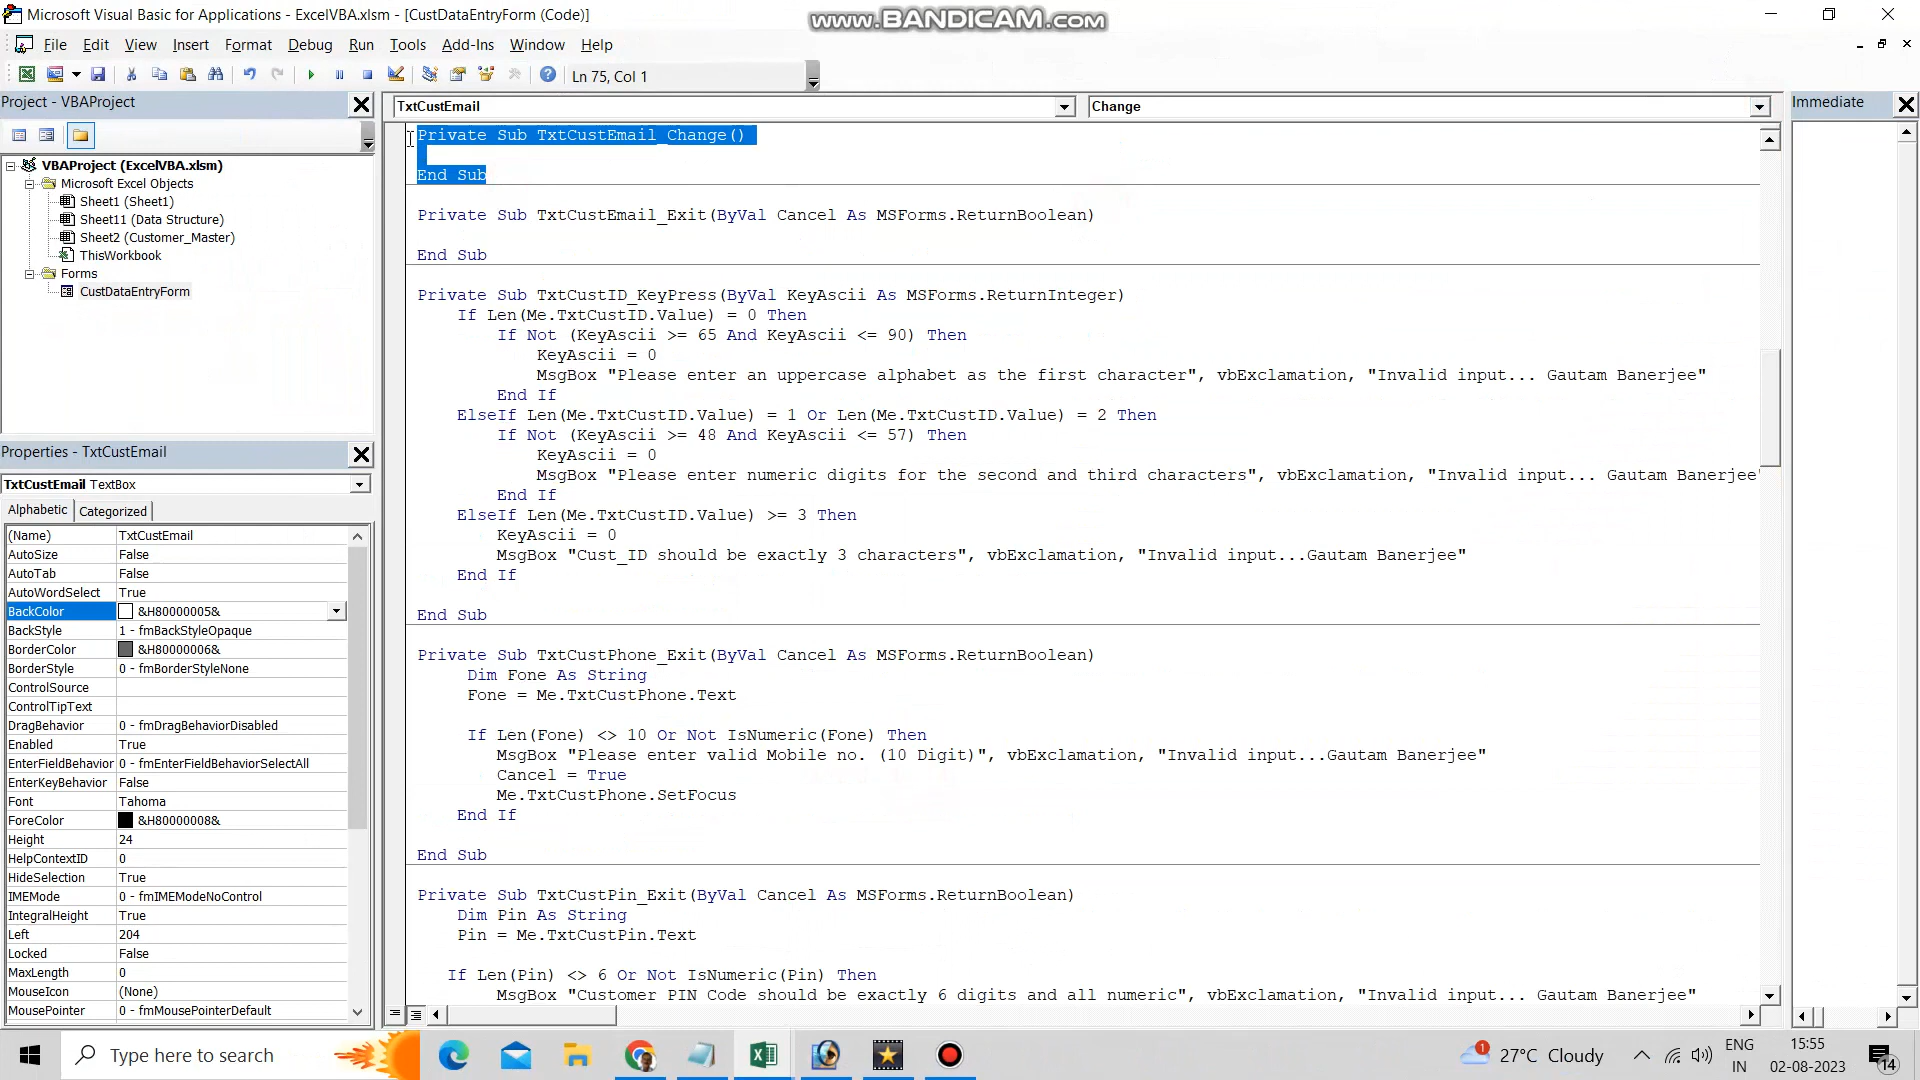 Microsoft Visual Basic for Applications - ExcelVBA.xlsm - [CustDataEntryForm (Code)]
www.BANDICAM.com
File Edit View Insert Format Debug Run Tools Add-Ins Window Help
Ln 75, Col 1
Project - VBAProject
TxtCustEmail
Change
Immediate
VBAProject (ExcelVBA.xlsm)
Microsoft Excel Objects
Sheet1 (Sheet1)
Sheet11 (Data Structure)
Sheet2 (Customer_Master)
ThisWorkbook
Forms
CustDataEntryForm
Properties - TxtCustEmail
TxtCustEmail TextBox
Alphabetic Categorized
(Name) TxtCustEmail
AutoSize False
AutoTab False
AutoWordSelect True
BackColor &H80000005&
BackStyle 1 - fmBackStyleOpaque
BorderColor &H80000006&
BorderStyle 0 - fmBorderStyleNone
ControlSource
ControlTipText
DragBehavior 0 - fmDragBehaviorDisabled
Enabled True
EnterFieldBehavior 0 - fmEnterFieldBehaviorSelectAll
EnterKeyBehavior False
Font Tahoma
ForeColor &H80000008&
Height 24
HelpContextID 0
HideSelection True
IMEMode 0 - fmIMEModeNoControl
IntegralHeight True
Left 204
Locked False
MaxLength 0
MouseIcon (None)
MousePointer 0 - fmMousePointerDefault
Private Sub TxtCustEmail_Change()
End Sub
Private Sub TxtCustEmail_Exit(ByVal Cancel As MSForms.ReturnBoolean)
End Sub
Private Sub TxtCustID_KeyPress(ByVal KeyAscii As MSForms.ReturnInteger)
If Len(Me.TxtCustID.Value) = 0 Then
If Not (KeyAscii >= 65 And KeyAscii <= 90) Then
KeyAscii = 0
MsgBox "Please enter an uppercase alphabet as the first character", vbExclamation, "Invalid input... Gautam Banerjee"
End If
ElseIf Len(Me.TxtCustID.Value) = 1 Or Len(Me.TxtCustID.Value) = 2 Then
If Not (KeyAscii >= 48 And KeyAscii <= 57) Then
KeyAscii = 0
MsgBox "Please enter numeric digits for the second and third characters", vbExclamation, "Invalid input... Gautam Banerjee"
End If
ElseIf Len(Me.TxtCustID.Value) >= 3 Then
KeyAscii = 0
MsgBox "Cust_ID should be exactly 3 characters", vbExclamation, "Invalid input...Gautam Banerjee"
End If
End Sub
Private Sub TxtCustPhone_Exit(ByVal Cancel As MSForms.ReturnBoolean)
Dim Fone As String
Fone = Me.TxtCustPhone.Text
If Len(Fone) <> 10 Or Not IsNumeric(Fone) Then
MsgBox "Please enter valid Mobile no. (10 Digit)", vbExclamation, "Invalid input...Gautam Banerjee"
Cancel = True
Me.TxtCustPhone.SetFocus
End If
End Sub
Private Sub TxtCustPin_Exit(ByVal Cancel As MSForms.ReturnBoolean)
Dim Pin As String
Pin = Me.TxtCustPin.Text
If Len(Pin) <> 6 Or Not IsNumeric(Pin) Then
MsgBox "Customer PIN Code should be exactly 6 digits and all numeric", vbExclamation, "Invalid input... Gautam Banerjee"
Type here to search
1
27°C Cloudy
ENG
IN
15:55
02-08-2023
14